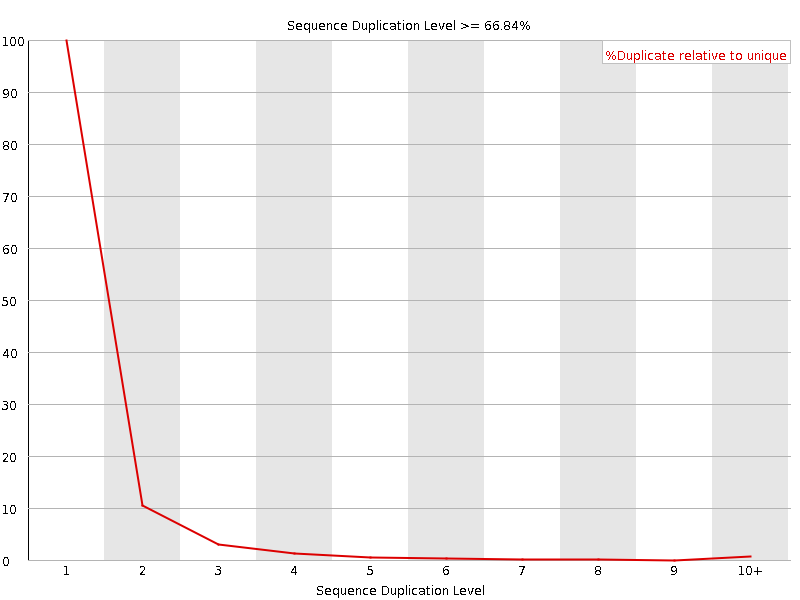 Sequence Duplication Level >= 66.84%
%Duplicate relative to unique
100
90
80
70
60
50
40
30
20
10
0
1 2 3 4 5 6 7 8 9 10+
Sequence Duplication Level